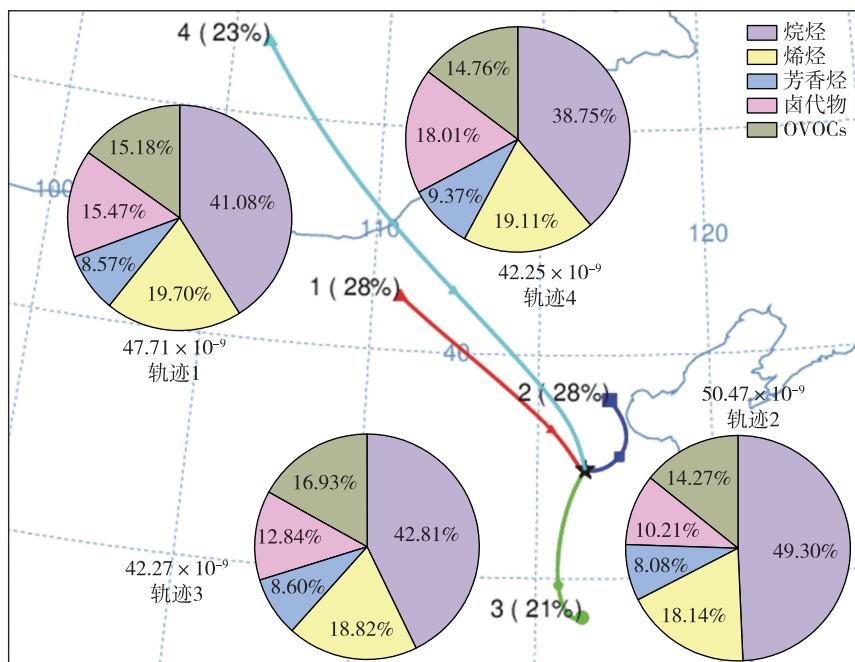 4 ( 23%)
烷烃
烯烃
芳香烃
卤代物
OVOCs
14.76%
38.75%
18.01%
9.37%
19.11%
42.25 × 10⁻⁹
轨迹4
15.18%
41.08%
15.47%
8.57%
19.70%
47.71 × 10⁻⁹
轨迹1
100
110
120
1 (28%)
40
2 ( 28%)
50.47 × 10⁻⁹
轨迹2
14.27%
49.30%
10.21%
8.08%
18.14%
16.93%
42.81%
12.84%
8.60%
18.82%
42.27 × 10⁻⁹
轨迹3
3 ( 21%)